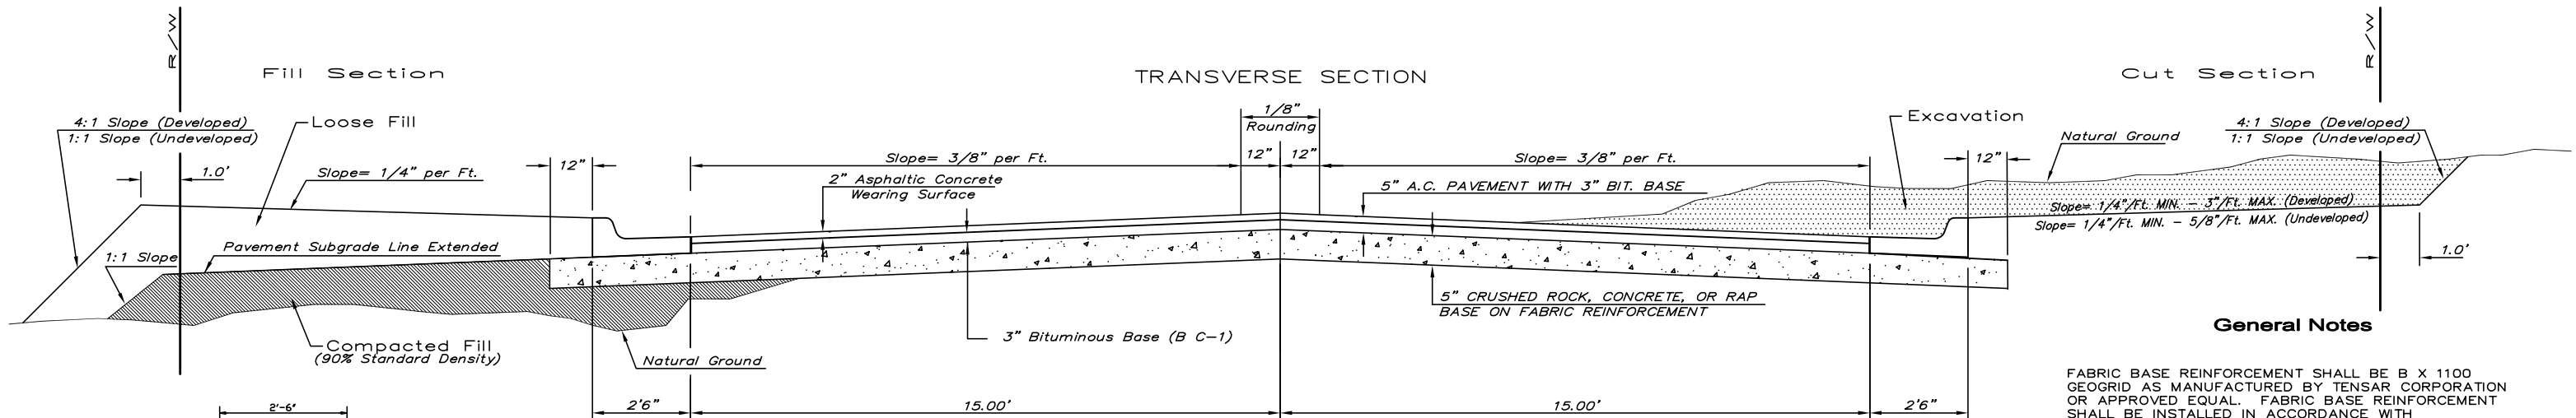 R/W
R/W
Fill Section
TRANSVERSE SECTION
Cut Section
4:1 Slope (Developed)
1:1 Slope (Undeveloped)
Loose Fill
1/8"
Rounding
Excavation
Natural Ground
4:1 Slope (Developed)
1:1 Slope (Undeveloped)
1.0'
Slope= 1/4" per Ft.
12"
Slope= 3/8" per Ft.
12"
12"
Slope= 3/8" per Ft.
12"
2" Asphaltic Concrete
Wearing Surface
5" A.C. PAVEMENT WITH 3" BIT. BASE
Slope= 1/4"/Ft. MIN. - 3"/Ft. MAX. (Developed)
Slope= 1/4"/Ft. MIN. - 5/8"/Ft. MAX. (Undeveloped)
Pavement Subgrade Line Extended
1:1 Slope
1.0'
5" CRUSHED ROCK, CONCRETE, OR RAP
BASE ON FABRIC REINFORCEMENT
3" Bituminous Base (B C-1)
Compacted Fill
(90% Standard Density)
Natural Ground
General Notes
FABRIC BASE REINFORCEMENT SHALL BE B X 1100
GEOGRID AS MANUFACTURED BY TENSAR CORPORATION
OR APPROVED EQUAL. FABRIC BASE REINFORCEMENT
SHALL BE INSTALLED IN ACCORDANCE WITH
2'-6"
2'6"
15.00'
15.00'
2'6"